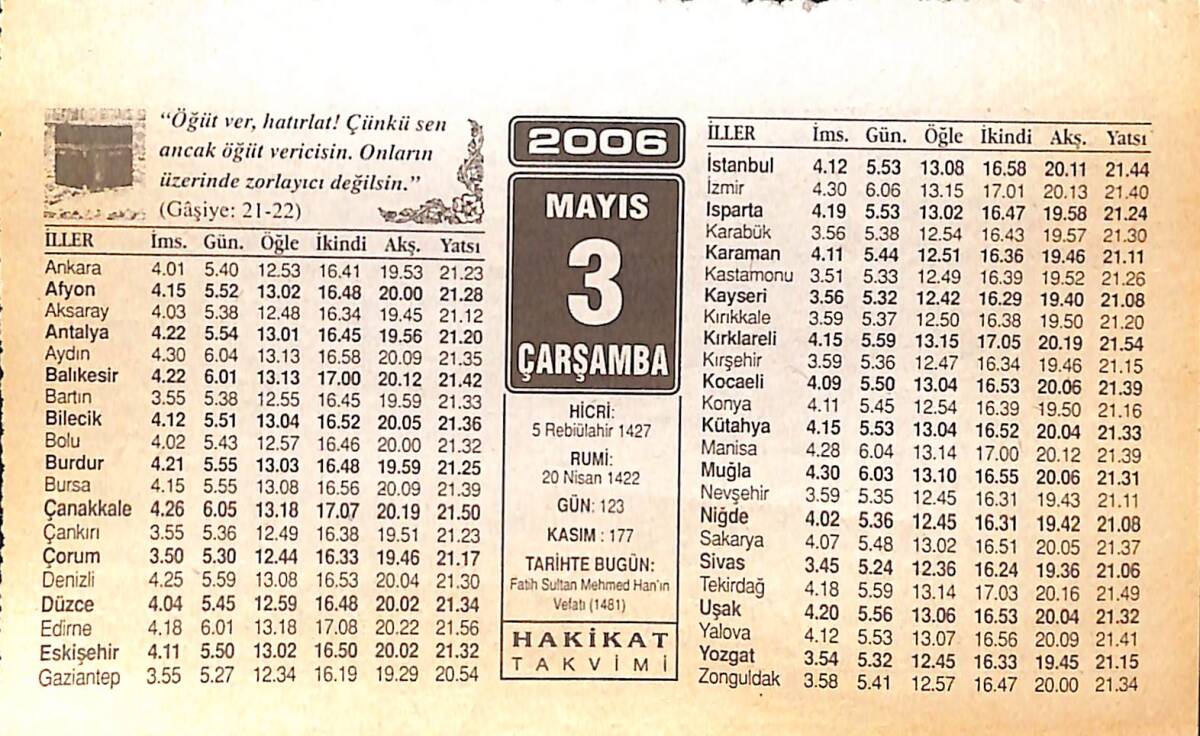 “Öğüt ver, hatırlat! Çünkü sen
ancak öğüt vericisin. Onların
üzerinde zorlayıcı değilsin.”
(Gâşiye: 21-22)
İLLER İms. Gün. Öğle İkindi Akş. Yatsı
Ankara 4.01 5.40 12.53 16.41 19.53 21.23
Afyon 4.15 5.52 13.02 16.48 20.00 21.28
Aksaray 4.03 5.38 12.48 16.34 19.45 21.12
Antalya 4.22 5.54 13.01 16.45 19.56 21.20
Aydın 4.30 6.04 13.13 16.58 20.09 21.35
Balıkesir 4.22 6.01 13.13 17.00 20.12 21.42
Bartın 3.55 5.38 12.55 16.45 19.59 21.33
Bilecik 4.12 5.51 13.04 16.52 20.05 21.36
Bolu 4.02 5.43 12.57 16.46 20.00 21.32
Burdur 4.21 5.55 13.03 16.48 19.59 21.25
Bursa 4.15 5.55 13.08 16.56 20.09 21.39
Çanakkale 4.26 6.05 13.18 17.07 20.19 21.50
Çankırı 3.55 5.36 12.49 16.38 19.51 21.23
Çorum 3.50 5.30 12.44 16.33 19.46 21.17
Denizli 4.25 5.59 13.08 16.53 20.04 21.30
Düzce 4.04 5.45 12.59 16.48 20.02 21.34
Edirne 4.18 6.01 13.18 17.08 20.22 21.56
Eskişehir 4.11 5.50 13.02 16.50 20.02 21.32
Gaziantep 3.55 5.27 12.34 16.19 19.29 20.54
2006
MAYIS
3
ÇARŞAMBA
HİCRİ:
5 Rebiülahir 1427
RUMİ:
20 Nisan 1422
GÜN: 123
KASIM : 177
TARİHTE BUGÜN:
Fatih Sultan Mehmed Han'ın
Vefatı (1481)
HAKİKAT
TAKVİMİ
İLLER İms. Gün. Öğle İkindi Akş. Yatsı
İstanbul 4.12 5.53 13.08 16.58 20.11 21.44
İzmir 4.30 6.06 13.15 17.01 20.13 21.40
Isparta 4.19 5.53 13.02 16.47 19.58 21.24
Karabük 3.56 5.38 12.54 16.43 19.57 21.30
Karaman 4.11 5.44 12.51 16.36 19.46 21.11
Kastamonu 3.51 5.33 12.49 16.39 19.52 21.26
Kayseri 3.56 5.32 12.42 16.29 19.40 21.08
Kırıkkale 3.59 5.37 12.50 16.38 19.50 21.20
Kırklareli 4.15 5.59 13.15 17.05 20.19 21.54
Kırşehir 3.59 5.36 12.47 16.34 19.46 21.15
Kocaeli 4.09 5.50 13.04 16.53 20.06 21.39
Konya 4.11 5.45 12.54 16.39 19.50 21.16
Kütahya 4.15 5.53 13.04 16.52 20.04 21.33
Manisa 4.28 6.04 13.14 17.00 20.12 21.39
Muğla 4.30 6.03 13.10 16.55 20.06 21.31
Nevşehir 3.59 5.35 12.45 16.31 19.43 21.11
Niğde 4.02 5.36 12.45 16.31 19.42 21.08
Sakarya 4.07 5.48 13.02 16.51 20.05 21.37
Sivas 3.45 5.24 12.36 16.24 19.36 21.06
Tekirdağ 4.18 5.59 13.14 17.03 20.16 21.49
Uşak 4.20 5.56 13.06 16.53 20.04 21.32
Yalova 4.12 5.53 13.07 16.56 20.09 21.41
Yozgat 3.54 5.32 12.45 16.33 19.45 21.15
Zonguldak 3.58 5.41 12.57 16.47 20.00 21.34